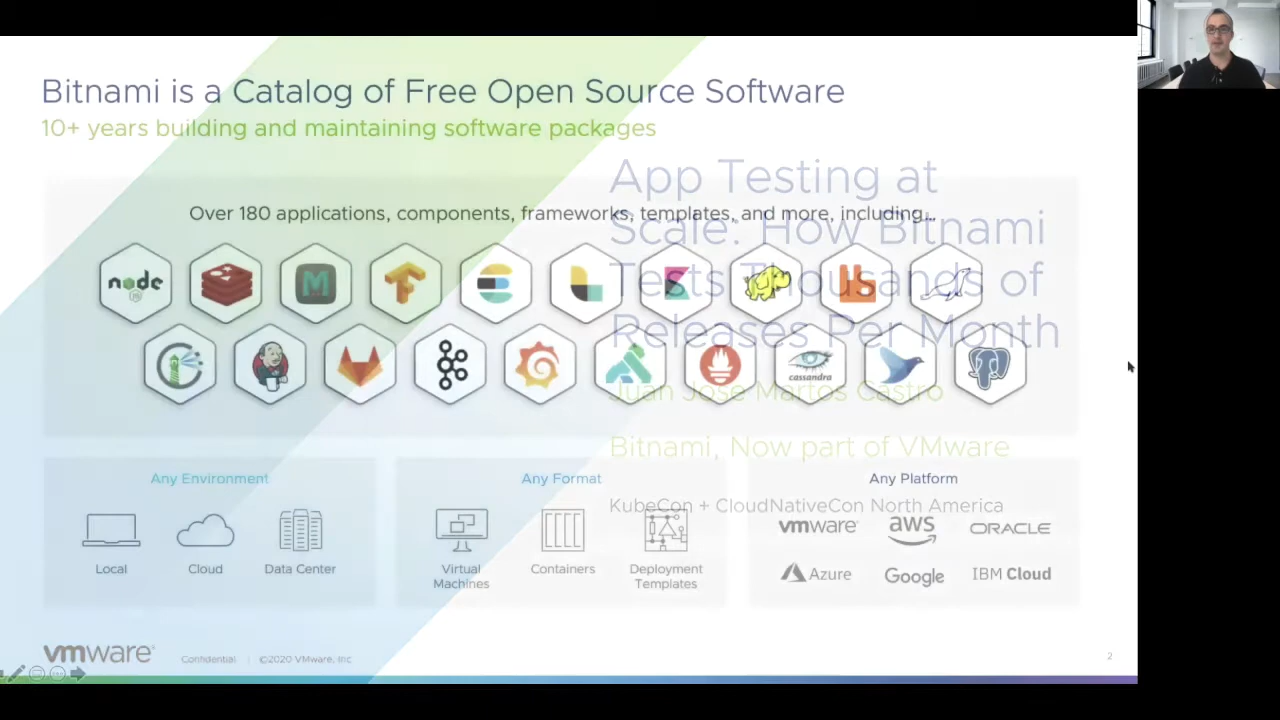 Bitnami is a Catalog of Free Open Source Software
10+ years building and maintaining software packages
App Testing at
Scale: How Bitnami
Tests Thousands of
Releases Per Month
Juan Jose Martos Castro
Bitnami, Now part of VMware
KubeCon + CloudNativeCon North America
Over 180 applications, components, frameworks, templates, and more, including...
node
JS
M
cassandra
Any Environment
Local
Cloud
Data Center
Any Format
Virtual
Machines
Containers
Deployment
Templates
Any Platform
vmware
aws
ORACLE
Azure
Google
IBM Cloud
vmware
Confidential | ©2020 VMware, Inc
2